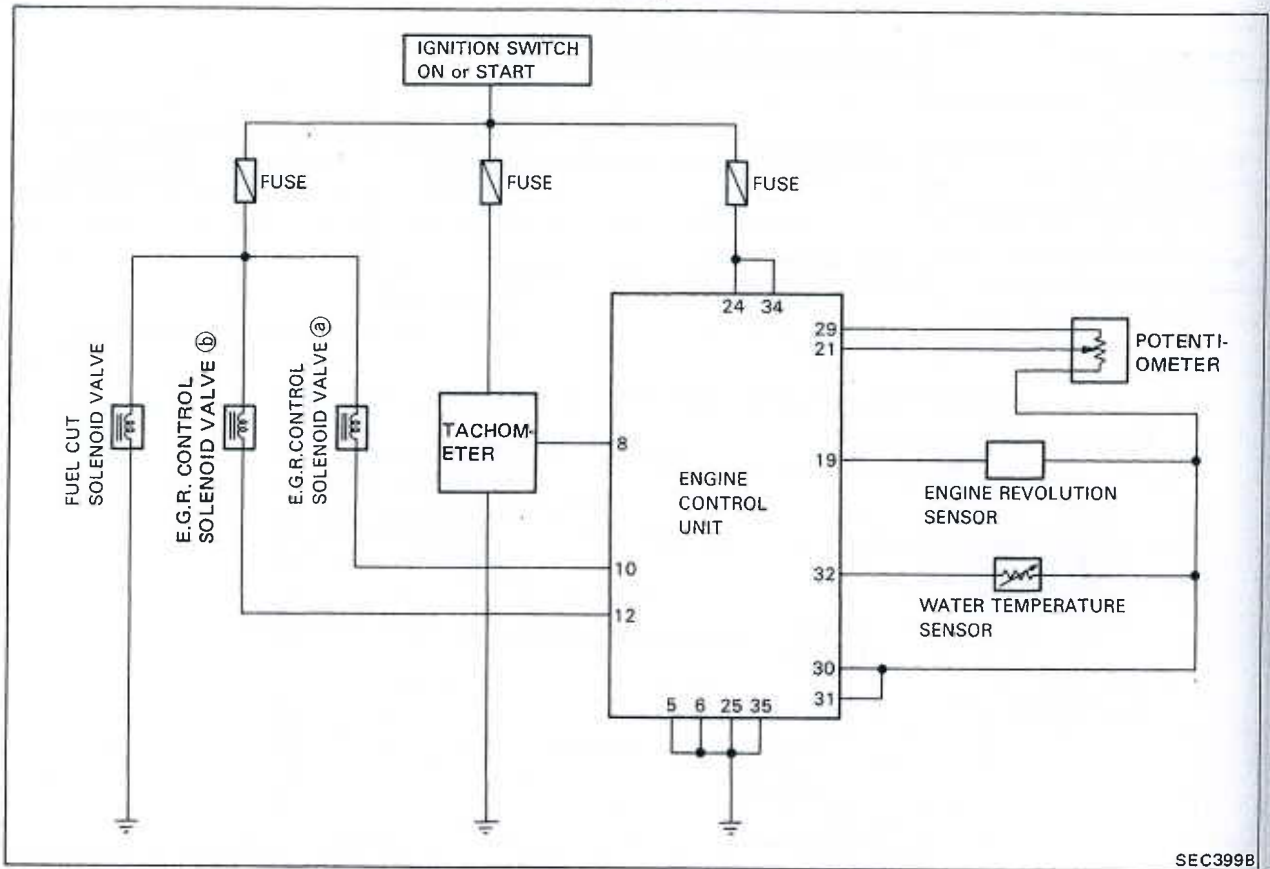 IGNITION SWITCH
ON or START
FUSE
FUSE
FUSE
24 34
29
21
POTENTI-
OMETER
FUEL CUT
SOLENOID VALVE
E.G.R. CONTROL
SOLENOID VALVE ⓑ
E.G.R.CONTROL
SOLENOID VALVE ⓐ
TACHOM-
ETER
8
19
ENGINE
CONTROL
UNIT
ENGINE REVOLUTION
SENSOR
10
32
12
WATER TEMPERATURE
SENSOR
30
31
5 6 25 35
SEC399B